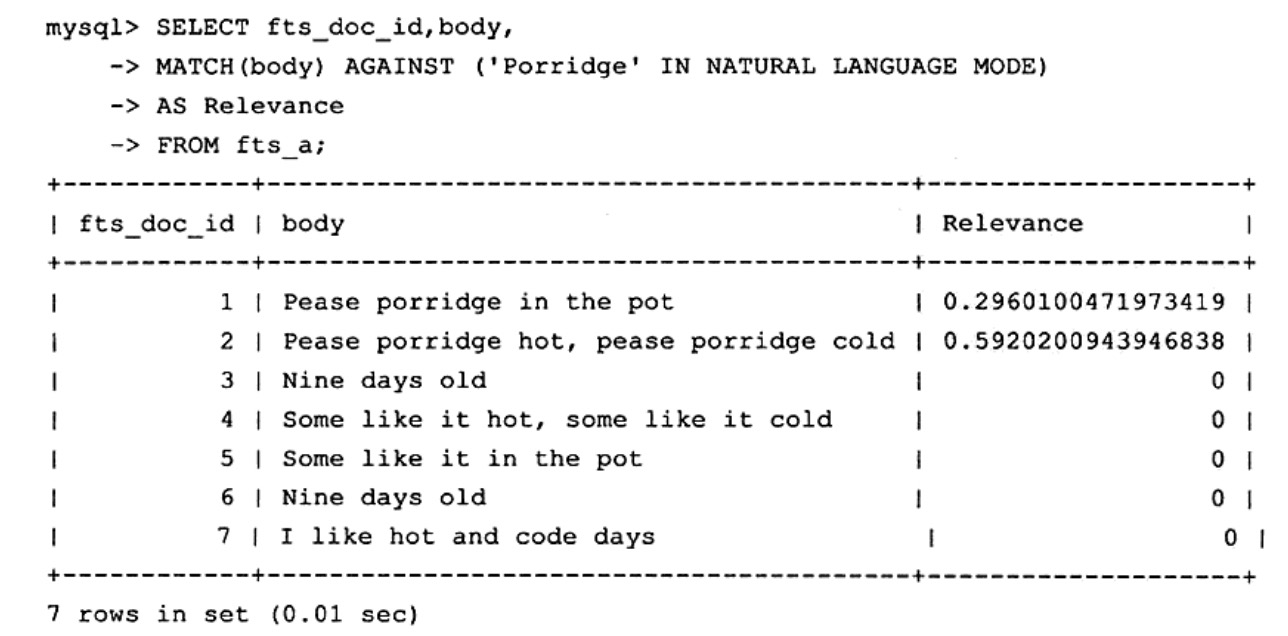 mysql> SELECT fts_doc_id,body,
    -> MATCH(body) AGAINST ('Porridge' IN NATURAL LANGUAGE MODE)
    -> AS Relevance
    -> FROM fts_a;
+------------+-----------------------------------------+--------------------+
| fts_doc_id | body                                    | Relevance          |
+------------+-----------------------------------------+--------------------+
|          1 | Pease porridge in the pot               | 0.2960100471973419 |
|          2 | Pease porridge hot, pease porridge cold | 0.5920200943946838 |
|          3 | Nine days old                           |                  0 |
|          4 | Some like it hot, some like it cold     |                  0 |
|          5 | Some like it in the pot                 |                  0 |
|          6 | Nine days old                           |                  0 |
|          7 | I like hot and code days                |                  0 |
+------------+-----------------------------------------+--------------------+
7 rows in set (0.01 sec)